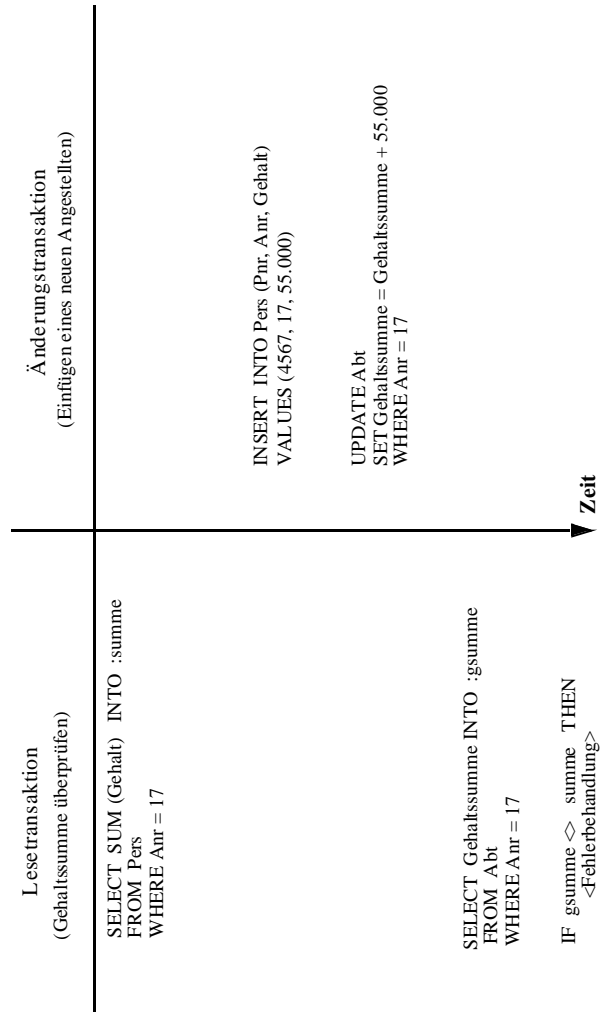 Lesetransaktion
(Gehaltssumme überprüfen)
Änderungstransaktion
(Einfügen eines neuen Angestellten)
SELECT SUM (Gehalt) INTO :summe
FROM Pers
WHERE Anr = 17
INSERT INTO Pers (Pnr, Anr, Gehalt)
VALUES (4567, 17, 55.000)
UPDATE Abt
SET Gehaltssumme = Gehaltssumme + 55.000
WHERE Anr = 17
SELECT Gehaltssumme INTO :gsumme
FROM Abt
WHERE Anr = 17
IF gsumme <> summe THEN
<Fehlerbehandlung>
Zeit